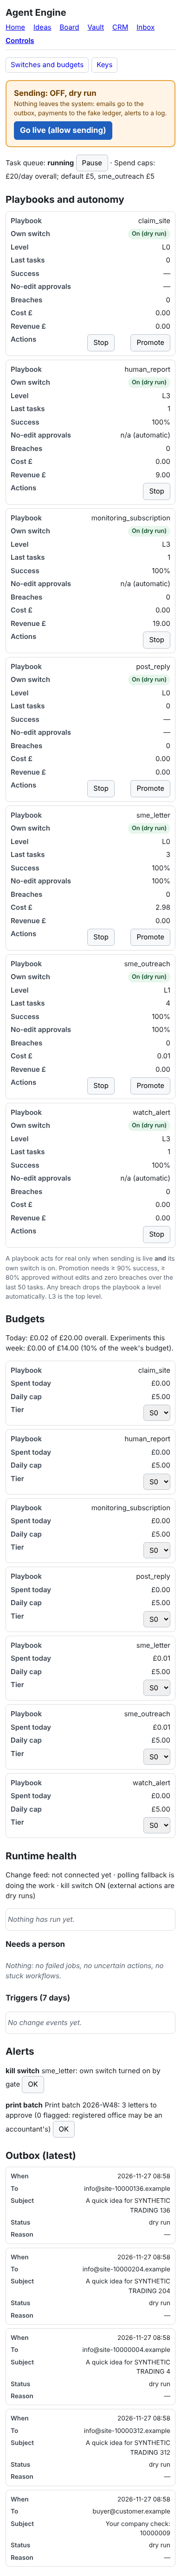 Agent Engine
Home Ideas Board Vault CRM Inbox
Controls
Switches and budgets Keys
Sending: OFF, dry run
Nothing leaves the system: emails go to the
outbox, payments to the fake ledger, alerts to a log.
Go live (allow sending)
Task queue: running Pause · Spend caps:
£20/day overall; default £5, sme_outreach £5
Playbooks and autonomy
Playbook claim_site
Own switch On (dry run)
Level L0
Last tasks 0
Success —
No-edit approvals —
Breaches 0
Cost £ 0.00
Revenue £ 0.00
Actions Stop Promote
Playbook human_report
Own switch On (dry run)
Level L3
Last tasks 1
Success 100%
No-edit approvals n/a (automatic)
Breaches 0
Cost £ 0.00
Revenue £ 9.00
Actions Stop
Playbook monitoring_subscription
Own switch On (dry run)
Level L3
Last tasks 1
Success 100%
No-edit approvals n/a (automatic)
Breaches 0
Cost £ 0.00
Revenue £ 19.00
Actions Stop
Playbook post_reply
Own switch On (dry run)
Level L0
Last tasks 0
Success —
No-edit approvals —
Breaches 0
Cost £ 0.00
Revenue £ 0.00
Actions Stop Promote
Playbook sme_letter
Own switch On (dry run)
Level L0
Last tasks 3
Success 100%
No-edit approvals 100%
Breaches 0
Cost £ 2.98
Revenue £ 0.00
Actions Stop Promote
Playbook sme_outreach
Own switch On (dry run)
Level L1
Last tasks 4
Success 100%
No-edit approvals 100%
Breaches 0
Cost £ 0.01
Revenue £ 0.00
Actions Stop Promote
Playbook watch_alert
Own switch On (dry run)
Level L3
Last tasks 1
Success 100%
No-edit approvals n/a (automatic)
Breaches 0
Cost £ 0.00
Revenue £ 0.00
Actions Stop
A playbook acts for real only when sending is live and its
own switch is on. Promotion needs ≥ 90% success, ≥
80% approved without edits and zero breaches over the
last 50 tasks. Any breach drops the playbook a level
automatically. L3 is the top level.
Budgets
Today: £0.02 of £20.00 overall. Experiments this
week: £0.00 of £14.00 (10% of the week's budget).
Playbook claim_site
Spent today £0.00
Daily cap £5.00
Tier S0
Playbook human_report
Spent today £0.00
Daily cap £5.00
Tier S0
Playbook monitoring_subscription
Spent today £0.00
Daily cap £5.00
Tier S0
Playbook post_reply
Spent today £0.00
Daily cap £5.00
Tier S0
Playbook sme_letter
Spent today £0.01
Daily cap £5.00
Tier S0
Playbook sme_outreach
Spent today £0.01
Daily cap £5.00
Tier S0
Playbook watch_alert
Spent today £0.00
Daily cap £5.00
Tier S0
Runtime health
Change feed: not connected yet · polling fallback is
doing the work · kill switch ON (external actions are
dry runs)
Nothing has run yet.
Needs a person
Nothing: no failed jobs, no uncertain actions, no
stuck workflows.
Triggers (7 days)
No change events yet.
Alerts
kill switch sme_letter: own switch turned on by
gate OK
print batch Print batch 2026-W48: 3 letters to
approve (0 flagged: registered office may be an
accountant's) OK
Outbox (latest)
When 2026-11-27 08:58
To info@site-10000136.example
Subject A quick idea for SYNTHETIC
TRADING 136
Status dry run
Reason —
When 2026-11-27 08:58
To info@site-10000204.example
Subject A quick idea for SYNTHETIC
TRADING 204
Status dry run
Reason —
When 2026-11-27 08:58
To info@site-10000004.example
Subject A quick idea for SYNTHETIC
TRADING 4
Status dry run
Reason —
When 2026-11-27 08:58
To info@site-10000312.example
Subject A quick idea for SYNTHETIC
TRADING 312
Status dry run
Reason —
When 2026-11-27 08:58
To buyer@customer.example
Subject Your company check:
10000009
Status dry run
Reason —